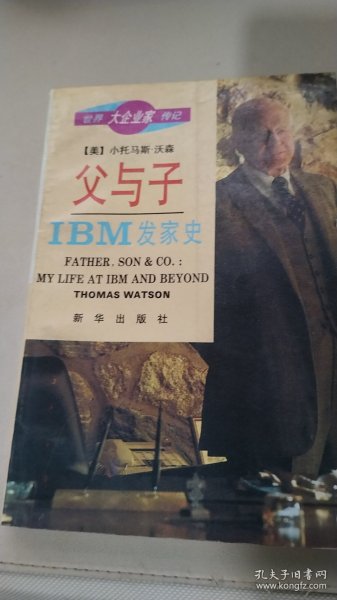 世界 大企业家 传记
【美】小托马斯·沃森
父与子
IBM发家史
FATHER, SON & CO.:
MY LIFE AT IBM AND BEYOND
THOMAS WATSON
新华出版社
孔夫子旧书网
www.kongfz.com